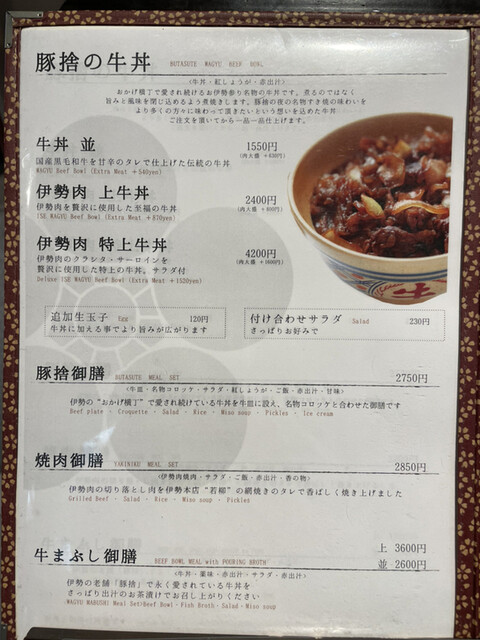 豚捨の牛丼 BUTASUTE WAGYU BEEF BOWL
<牛丼・紅しょうが・赤出汁>
おかげ横丁で愛され続けるお伊勢参り名物の牛丼です。煮るのではなく
旨みと風味を閉じ込めるよう煮焼きします。豚捨の夜の名物すき焼の味わいを
より多くの方々に味わって頂きたいという想いを込めた牛丼
ご注文を頂いてから一品一品仕上げます。
牛丼 並 1550円
(肉大盛
国産黒毛和牛を甘辛のタレで仕上げた伝統の牛丼
WAGYU Beef Bowl (Extra Meat
伊勢肉 上牛丼 2400円
(肉大盛
伊勢肉を贅沢に使用した至福の牛丼
ISE WAGYU Beef Bowl (Extra Meat
伊勢肉 特上牛丼 4200円
(肉大盛
伊勢肉のクラシタ・サーロインを
贅沢に使用した特上の牛丼。サラダ付
Deluxe ISE WAGYU Beef Bowl (Extra Meat +1520yen)
追加生玉子 Egg 120円
牛丼に加える事でより旨みが広がります
付け合わせサラダ Salad 230円
さっぱりお好みで
豚捨御膳 BUTASUTE MEAL SET 2750円
<牛皿・名物コロッケ・サラダ・紅しょうが・ご飯・赤出汁・甘味>
伊勢の"おかげ横丁"で愛され続けている牛丼を牛皿に設え、名物コロッケと合わせた御膳です
Beef plate ・ Croquette ・ Salad ・ Rice ・ Miso soup ・ Pickles ・ Ice cream
焼肉御膳 YAKINIKU MEAL SET 2850円
<伊勢肉焼肉・サラダ・ご飯・赤出汁・香の物>
伊勢肉の切り落とし肉を伊勢本店"若柳"の網焼きのタレで香ばしく焼き上げました
Grilled Beef ・ Salad ・ Rice ・ Miso soup ・ Pickles
牛まぶし御膳 BEEF BOWL MEAL with POURING BROTH
上 3600円
並 2600円
<牛丼・薬味・赤出汁・サラダ・赤出汁>
伊勢の老舗「豚捨」で永く愛されている牛丼を
さっぱり出汁のお茶漬けでお召し上がりください
WAGYU MABUSHI Meal Set>Beef Bowl・Fish Broth・Salad・Miso soup